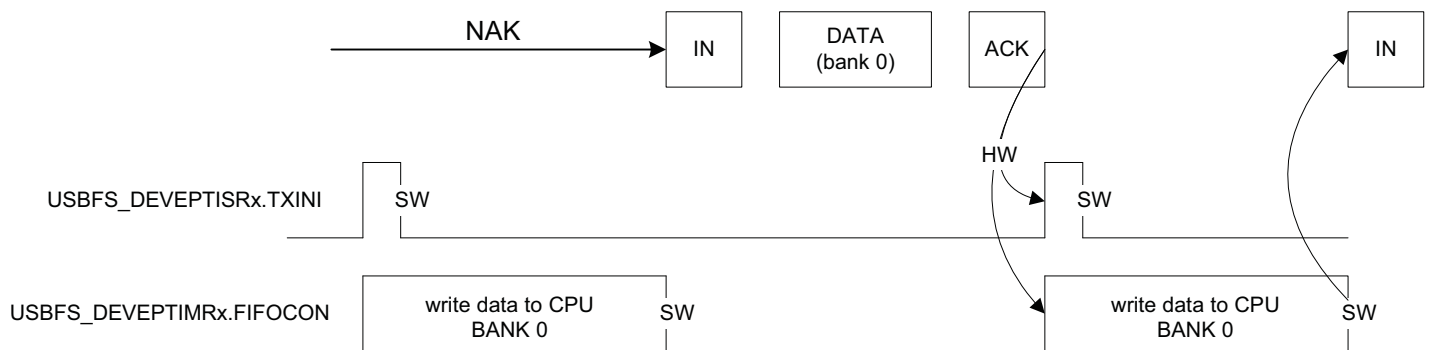 NAK
IN
DATA
(bank 0)
ACK
IN
HW
USBFS_DEVEPTISRx.TXINI
SW
SW
USBFS_DEVEPTIMRx.FIFOCON
write data to CPU
BANK 0
SW
write data to CPU
BANK 0
SW